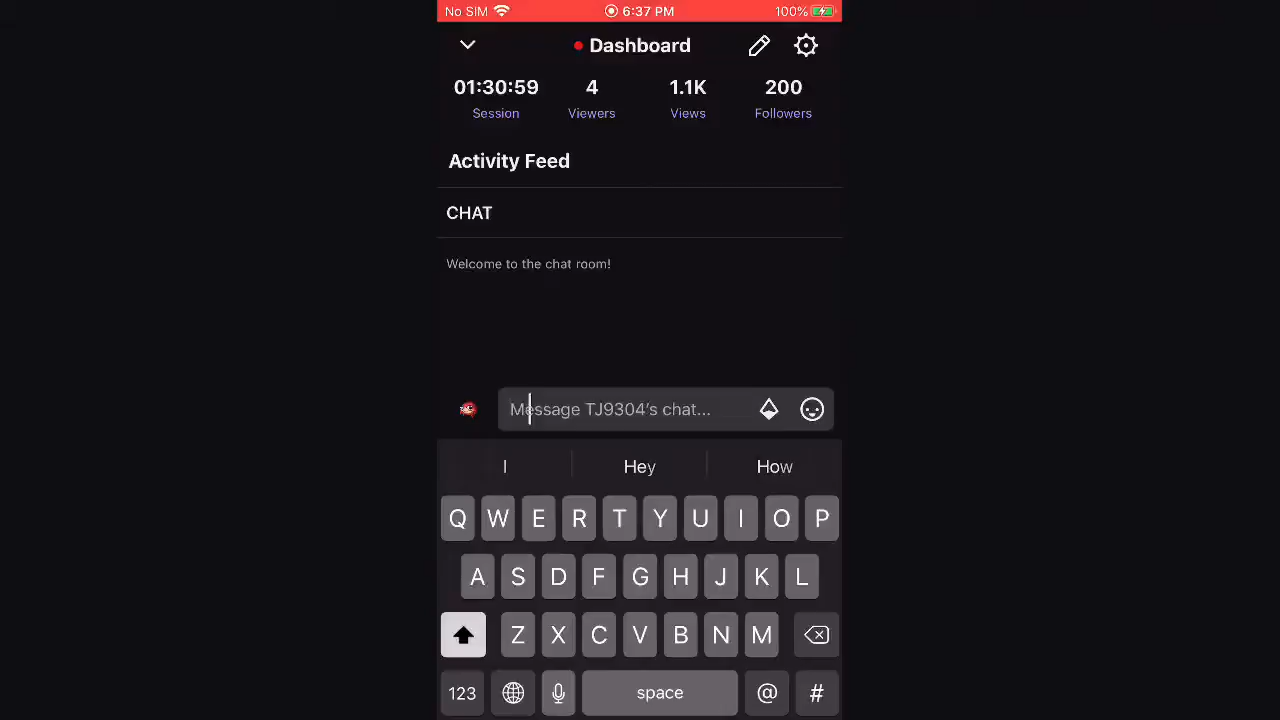 No SIM 6:37 PM 100%
Dashboard
01:30:59 4 1.1K 200
Session Viewers Views Followers
Activity Feed
CHAT
Welcome to the chat room!
Message TJ9304's chat...
I Hey How
Q W E R T Y U I O P
A S D F G H J K L
Z X C V B N M
123 space @ #